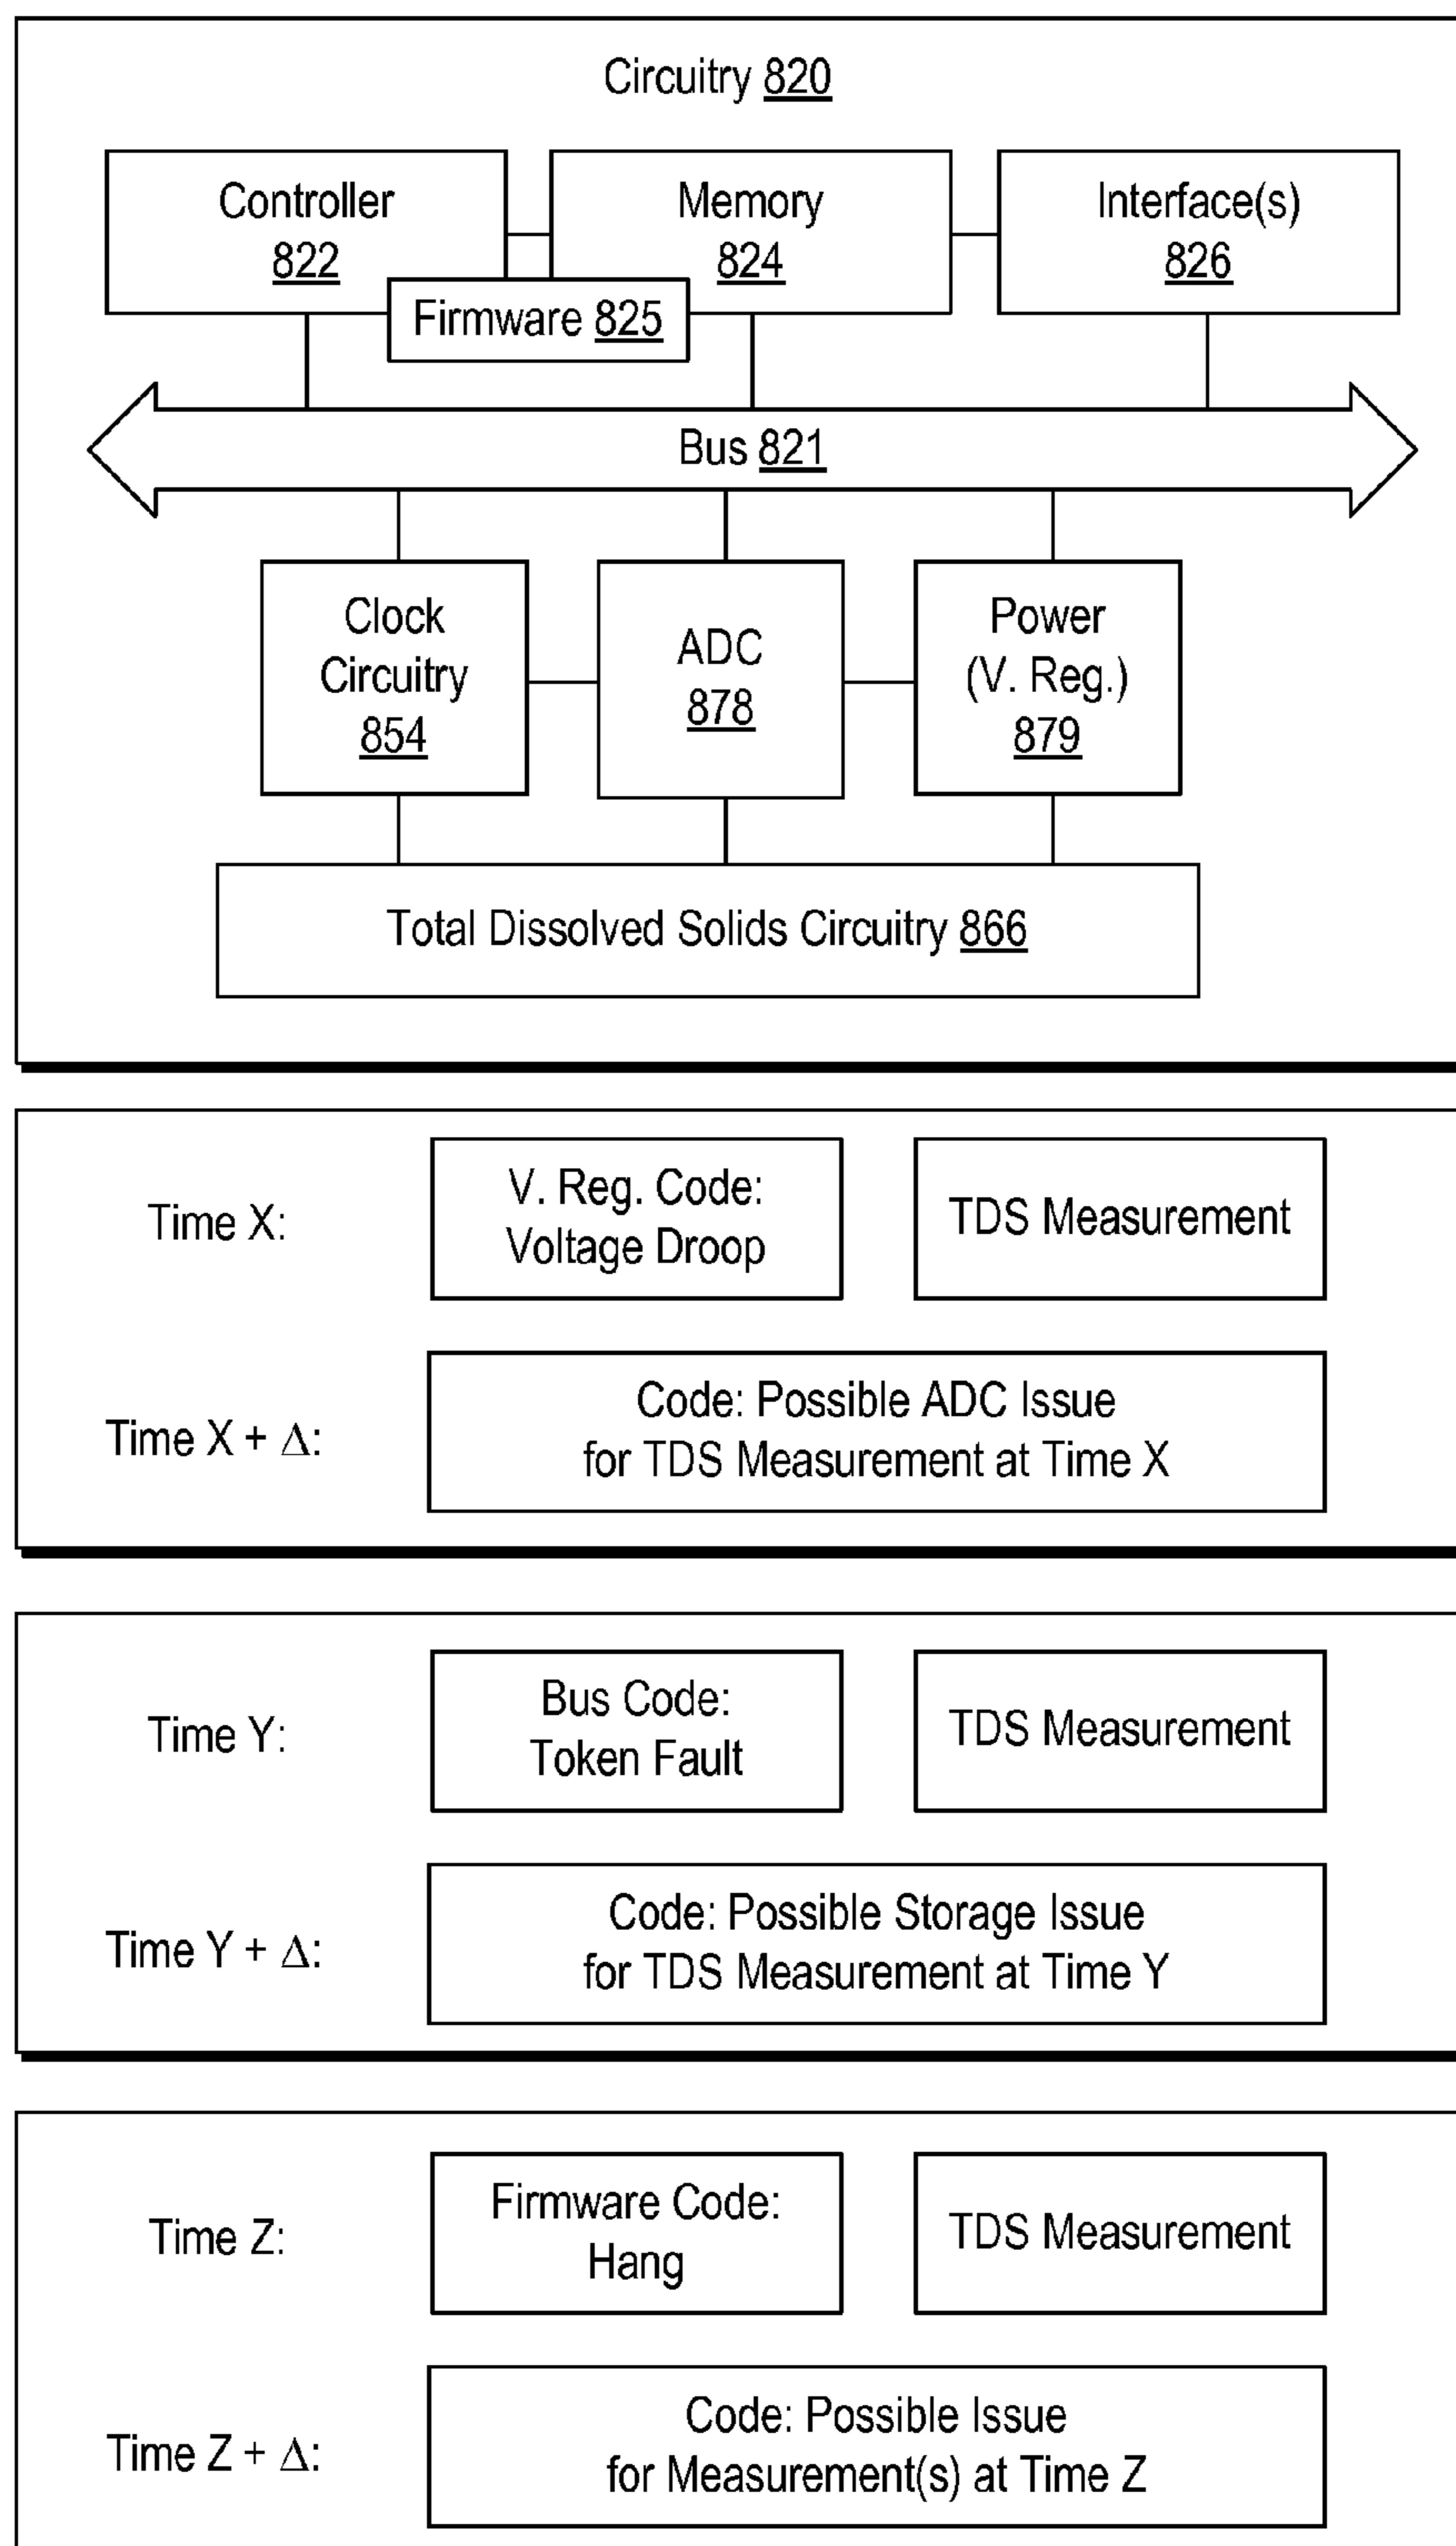 Circuitry 820
Controller
822
Memory
824
Interface(s)
826
Firmware 825
Bus 821
Clock
Circuitry
854
ADC
878
Power
(V. Reg.)
879
Total Dissolved Solids Circuitry 866
Time X:
V. Reg. Code:
Voltage Droop
TDS Measurement
Time X + Δ:
Code: Possible ADC Issue
for TDS Measurement at Time X
Time Y:
Bus Code:
Token Fault
TDS Measurement
Time Y + Δ:
Code: Possible Storage Issue
for TDS Measurement at Time Y
Time Z:
Firmware Code:
Hang
TDS Measurement
Time Z + Δ:
Code: Possible Issue
for Measurement(s) at Time Z